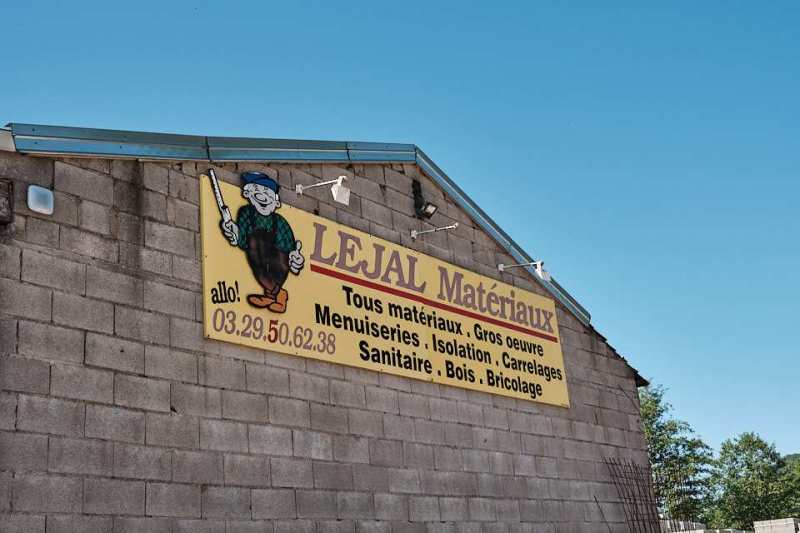 LEJAL Matériaux
allo!
03.29.50.62.38
Tous matériaux . Gros oeuvre
Menuiseries . Isolation . Carrelages
Sanitaire . Bois . Bricolage